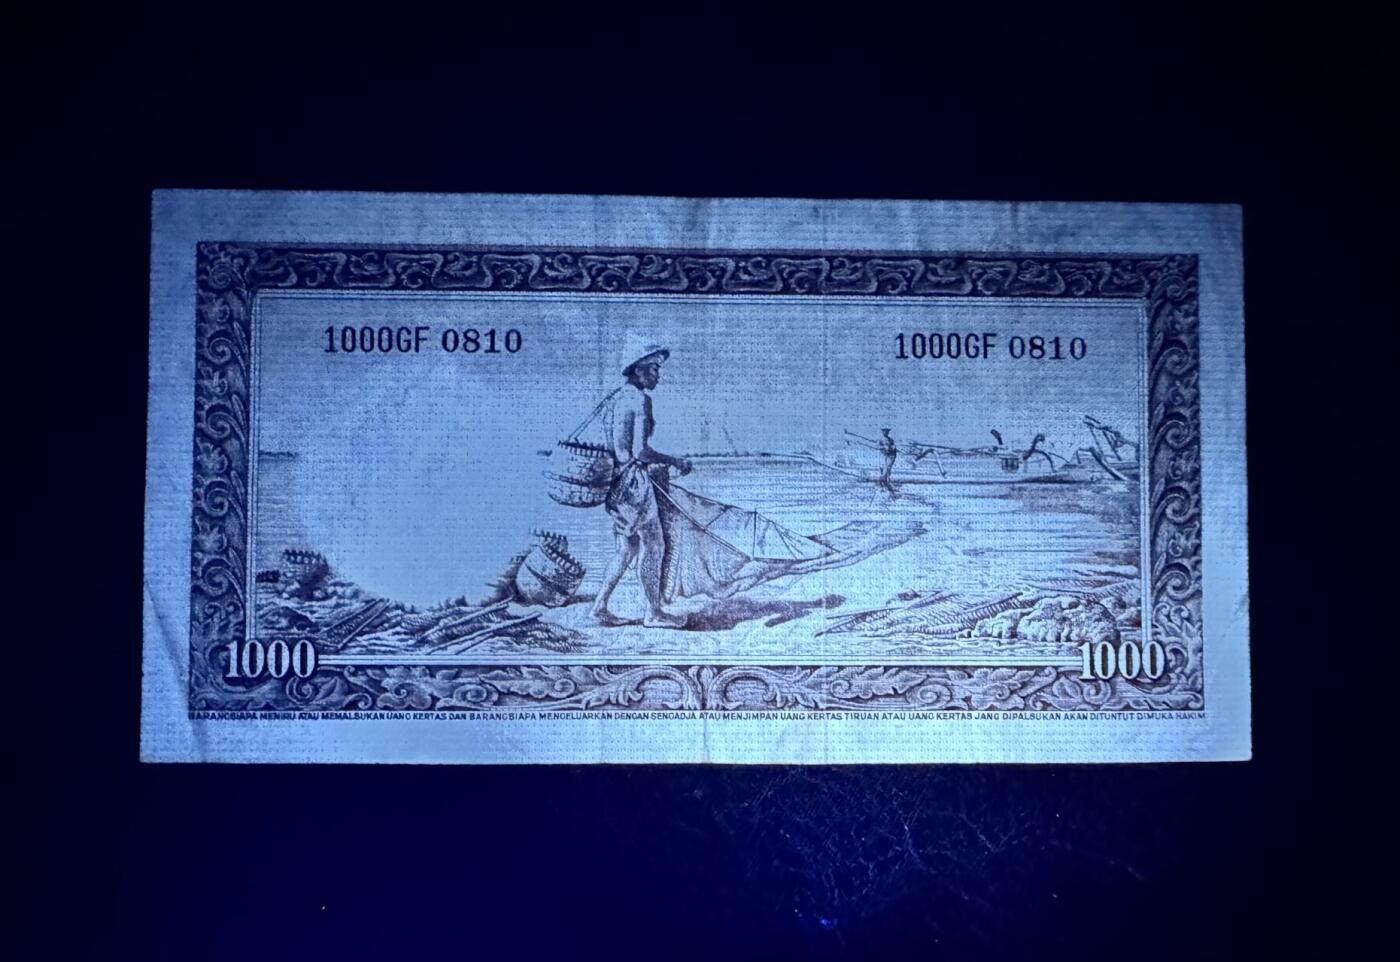 1000GF 0810 1000GF 0810
1000 1000
BARANGSIAPA MENIRU ATAU MEMALSUKAN UANG KERTAS DAN BARANGSIAPA MENGELUARKAN DENGAN SENGADJA ATAU MENJIMPAN UANG KERTAS TIRUAN ATAU UANG KERTAS JANG DIPALSUKAN AKAN DITUNTUT DIMUKA HAKIM